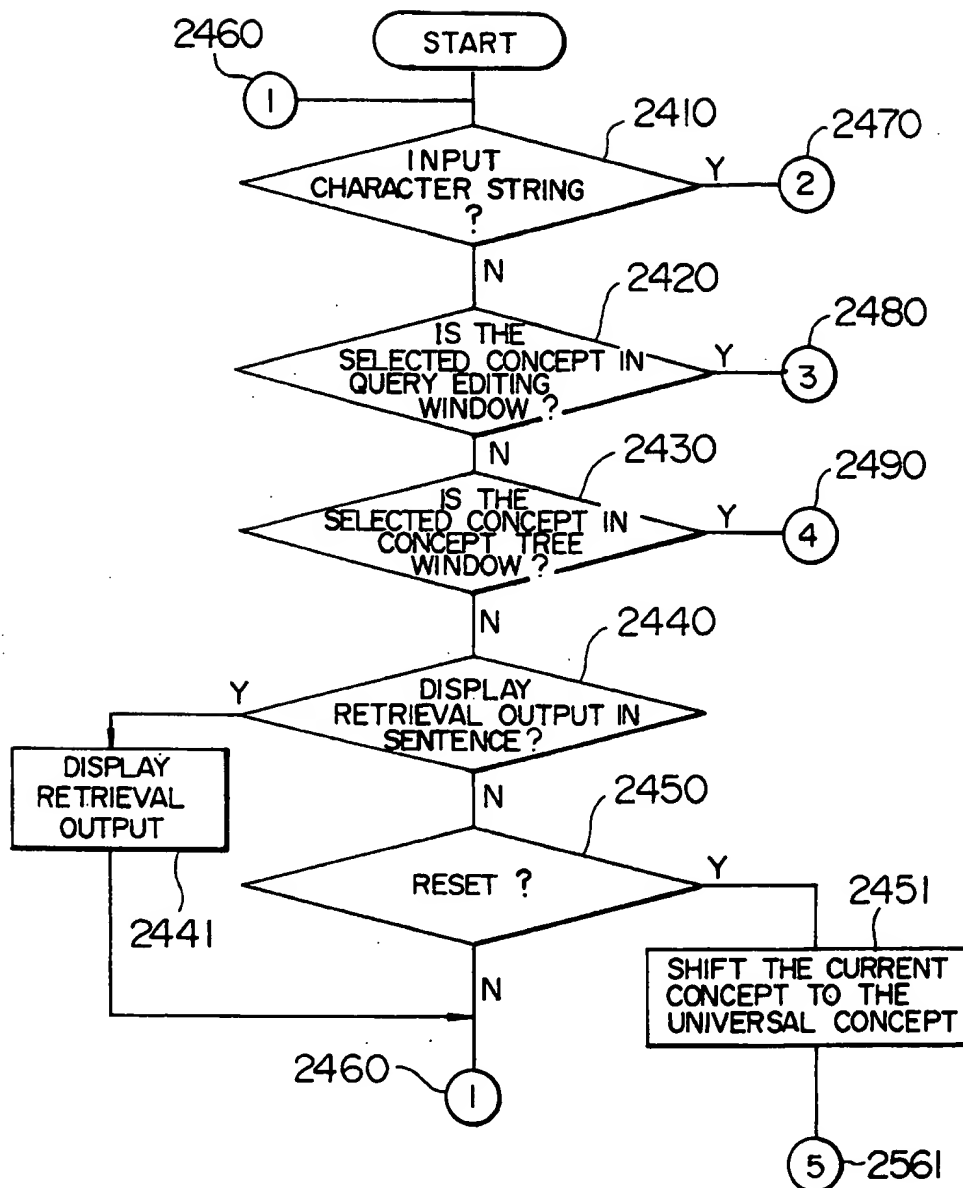 2460
START
1
2410
2470
INPUT
CHARACTER STRING
?
Y
2
N
2420
2480
IS THE
SELECTED CONCEPT IN
QUERY EDITING
WINDOW ?
Y
3
N
2430
2490
IS THE
SELECTED CONCEPT IN
CONCEPT TREE
WINDOW ?
Y
4
N
2440
Y
DISPLAY
RETRIEVAL OUTPUT IN
SENTENCE ?
DISPLAY
RETRIEVAL
OUTPUT
N
2450
2441
RESET ?
Y
2451
SHIFT THE CURRENT
CONCEPT TO THE
UNIVERSAL CONCEPT
N
2460
1
5
2561